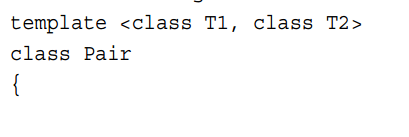 template <class T1, class T2>
class Pair
{